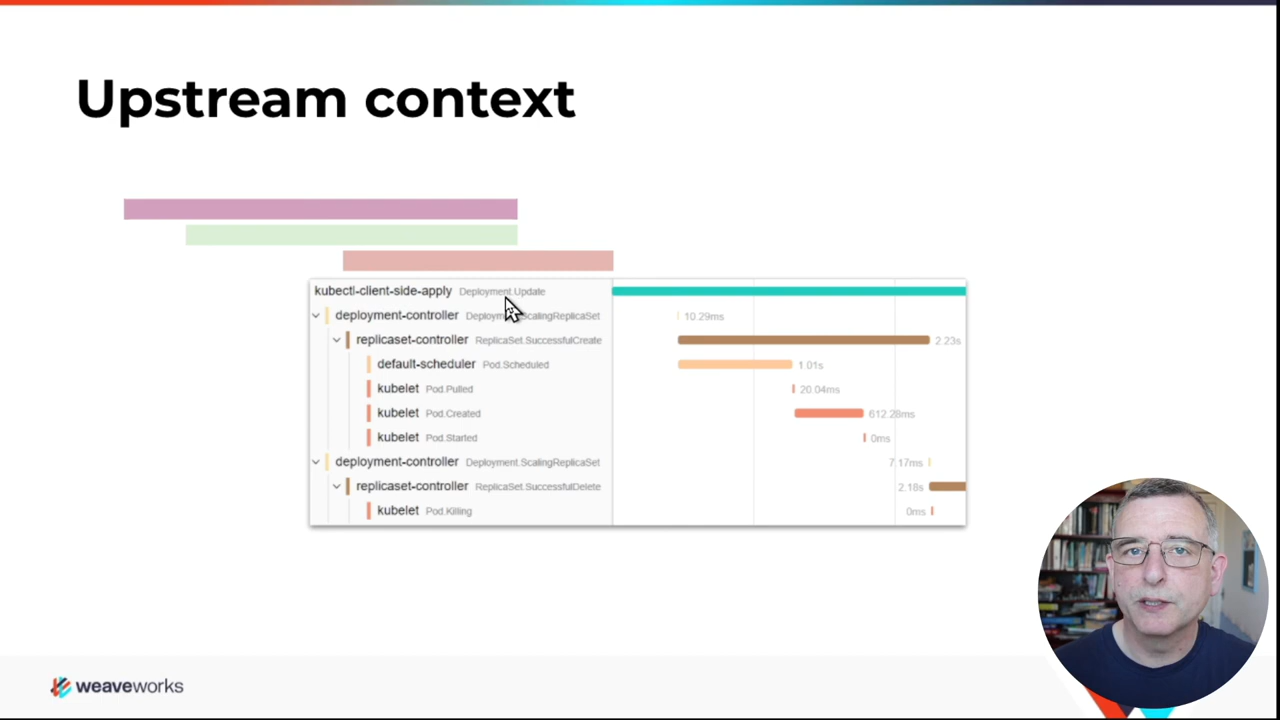 Upstream context
kubectl-client-side-apply Deployment.Update
deployment-controller Deployment.ScalingReplicaSet 10.29ms
replicaset-controller ReplicaSet.SuccessfulCreate 2.23s
default-scheduler Pod.Scheduled 1.01s
kubelet Pod.Pulled 20.04ms
kubelet Pod.Created 612.28ms
kubelet Pod.Started 0ms
deployment-controller Deployment.ScalingReplicaSet 7.17ms
replicaset-controller ReplicaSet.SuccessfulDelete 2.18s
kubelet Pod.Killing 0ms
weaveworks